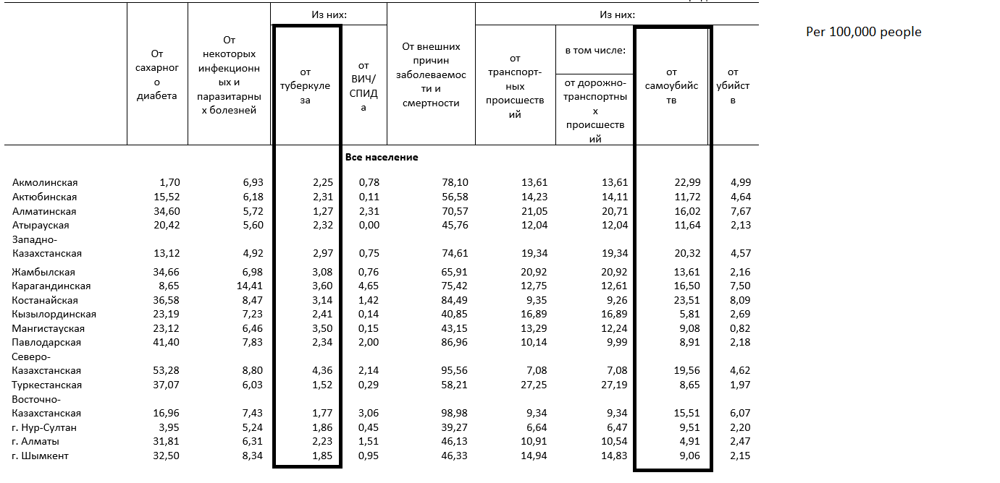 Из них:
Из них:
Per 100,000 people
От
сахарног
о
диабета
От
некоторых
инфекционн
ых и
паразитарны
х болезней
от
туберкуле
за
от
ВИЧ/
СПИД
а
От внешних
причин
заболеваемос
ти и
смертности
от
транспорт-
ных
происшеств
ий
в том числе:
от дорожно-
транспортны
х
происшеств
ий
от
самоубийс
тв
от
убийст
в
Все население
Акмолинская 1,70 6,93 2,25 0,78 78,10 13,61 13,61 22,99 4,99
Актюбинская 15,52 6,18 2,31 0,11 56,58 14,23 14,11 11,72 4,64
Алматинская 34,60 5,72 1,27 2,31 70,57 21,05 20,71 16,02 7,67
Атырауская 20,42 5,60 2,32 0,00 45,76 12,04 12,04 11,64 2,13
Западно-
Казахстанская 13,12 4,92 2,97 0,75 74,61 19,34 19,34 20,32 4,57
Жамбылская 34,66 6,98 3,08 0,76 65,91 20,92 20,92 13,61 2,16
Карагандинская 8,65 14,41 3,60 4,65 75,42 12,75 12,61 16,50 7,50
Костанайская 36,58 8,47 3,14 1,42 84,49 9,35 9,26 23,51 8,09
Кызылординская 23,19 7,23 2,41 0,14 40,85 16,89 16,89 5,81 2,69
Мангистауская 23,12 6,46 3,50 0,15 43,15 13,29 12,24 9,08 0,82
Павлодарская 41,40 7,83 2,34 2,00 86,96 10,14 9,99 8,91 2,18
Северо-
Казахстанская 53,28 8,80 4,36 2,14 95,56 7,08 7,08 19,56 4,62
Туркестанская 37,07 6,03 1,52 0,29 58,21 27,25 27,19 8,65 1,97
Восточно-
Казахстанская 16,96 7,43 1,77 3,06 98,98 9,34 9,34 15,51 6,07
г. Нур-Султан 3,95 5,24 1,86 0,45 39,27 6,64 6,47 9,51 2,20
г. Алматы 31,81 6,31 2,23 1,51 46,13 10,91 10,54 4,91 2,47
г. Шымкент 32,50 8,34 1,85 0,95 46,33 14,94 14,83 9,06 2,15